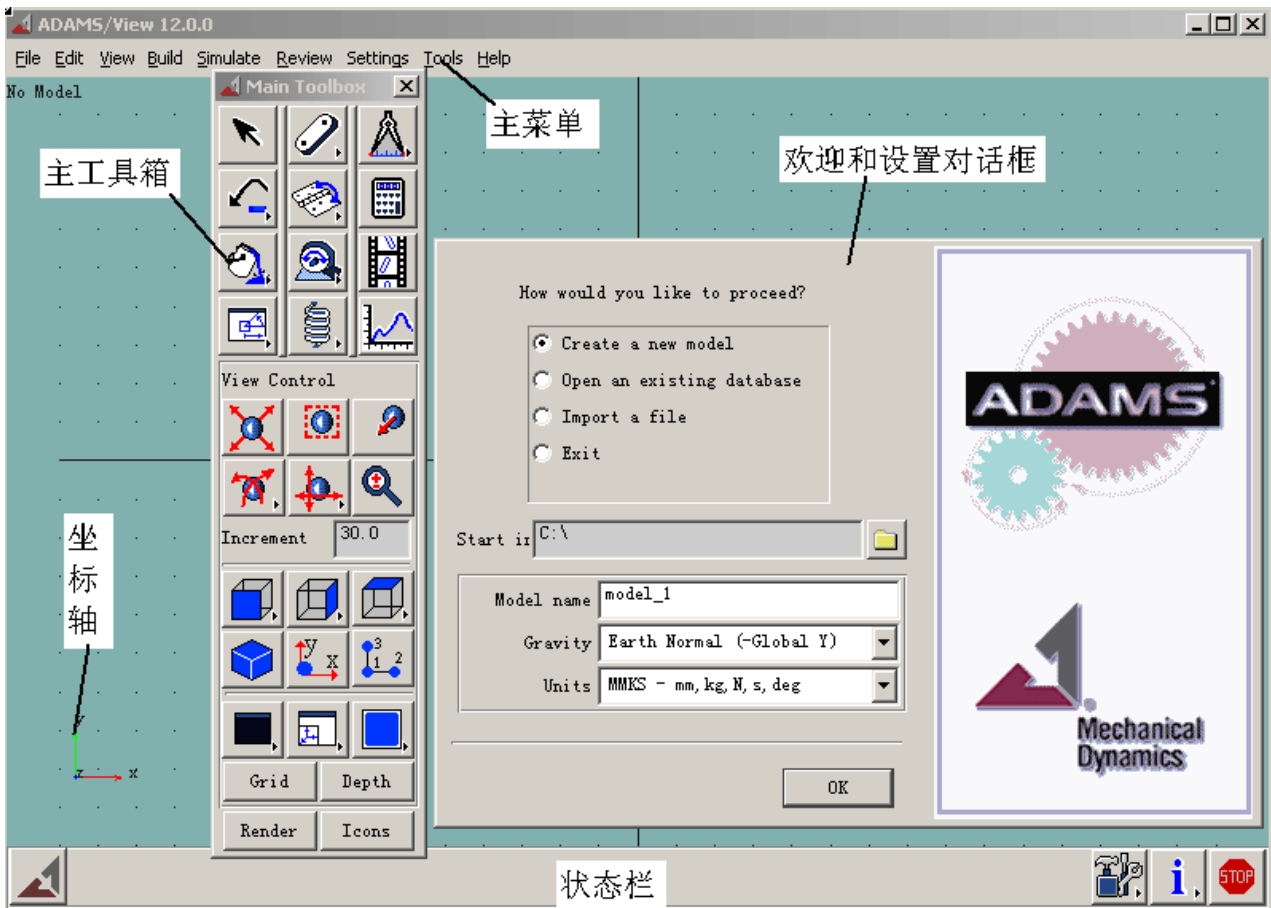 ADAMS/View 12.0.0
File Edit View Build Simulate Review Settings Tools Help
No Model
Main Toolbox
主菜单
主工具箱
欢迎和设置对话框
How would you like to proceed?
Create a new model
Open an existing database
Import a file
Exit
ADAMS
View Control
Increment 30.0
Start in C:\
Model name model_1
Gravity Earth Normal (-Global Y)
Units MMKS - mm,kg,N,s,deg
OK
Mechanical
Dynamics
坐
标
轴
y
z x
y
x
3
1 2
Grid Depth
Render Icons
状态栏
i
STOP